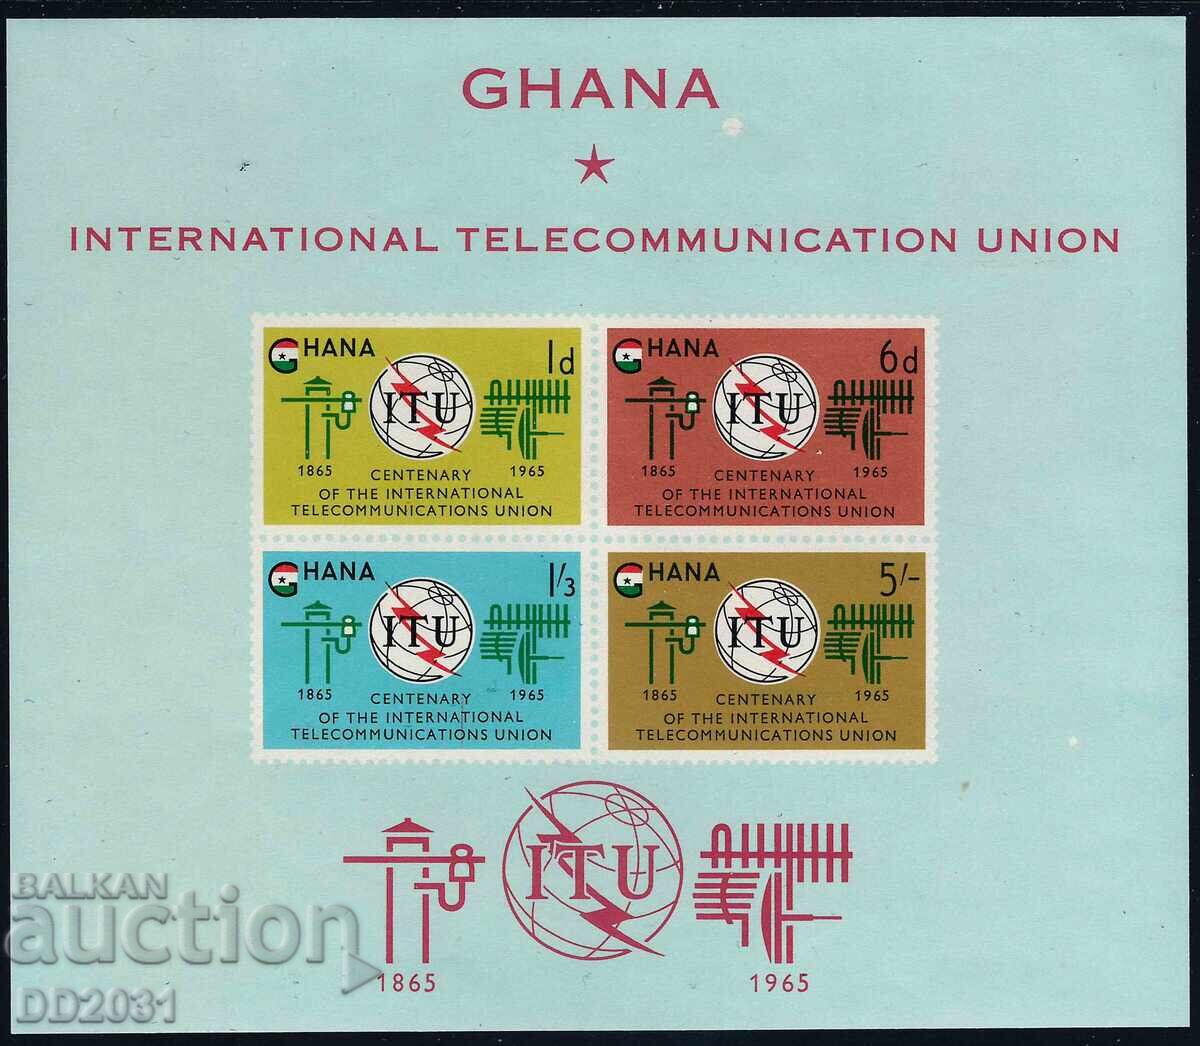 GHANA
INTERNATIONAL TELECOMMUNICATION UNION
GHANA 1d
ITU
1865 1965
CENTENARY
OF THE INTERNATIONAL
TELECOMMUNICATIONS UNION
GHANA 6d
ITU
1865 1965
CENTENARY
OF THE INTERNATIONAL
TELECOMMUNICATIONS UNION
GHANA 1/3
ITU
1865 1965
CENTENARY
OF THE INTERNATIONAL
TELECOMMUNICATIONS UNION
GHANA 5/-
ITU
1865 1965
CENTENARY
OF THE INTERNATIONAL
TELECOMMUNICATIONS UNION
ITU
1865 1965
BALKAN
auction
DD2031